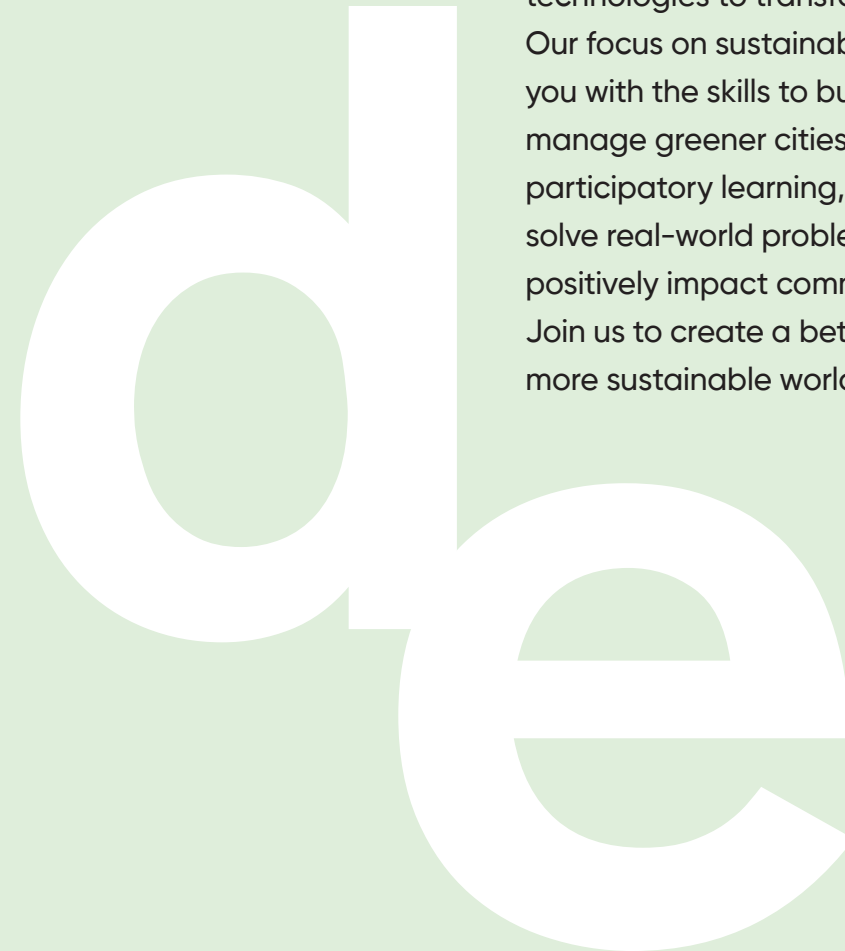 technologies to
Our focus on
you with the skills to
manage greener cities
participatory learning,
solve real-world
positively impact
Join us to create a
more sustainable
de